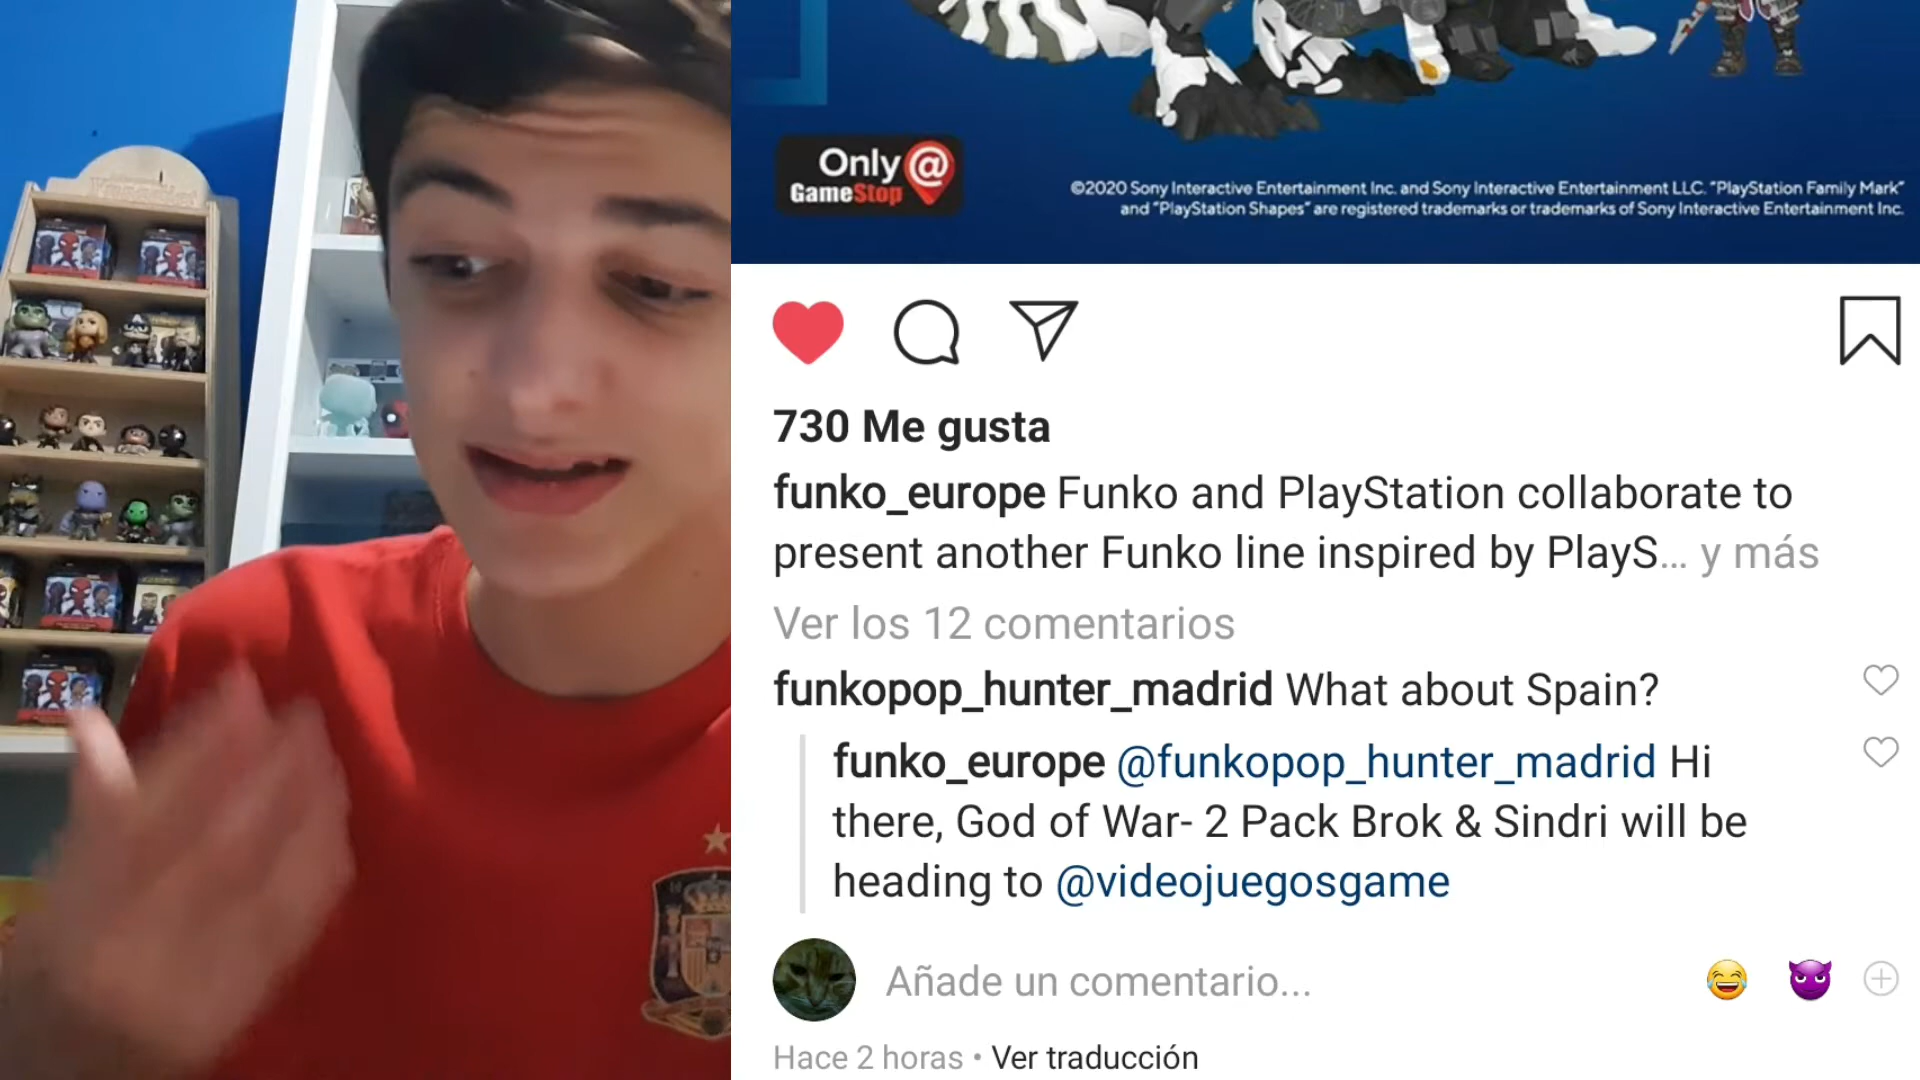 Only@
GameStop
©2020 Sony Interactive Entertainment Inc. and Sony Interactive Entertainment LLC. "PlayStation Family Mark"
and "PlayStation Shapes" are registered trademarks or trademarks of Sony Interactive Entertainment Inc.
730 Me gusta
funko_europe Funko and PlayStation collaborate to
present another Funko line inspired by PlayS... y más
Ver los 12 comentarios
funkopop_hunter_madrid What about Spain?
funko_europe @funkopop_hunter_madrid Hi
there, God of War- 2 Pack Brok & Sindri will be
heading to @videojuegosgame
Añade un comentario...
Hace 2 horas • Ver traducción